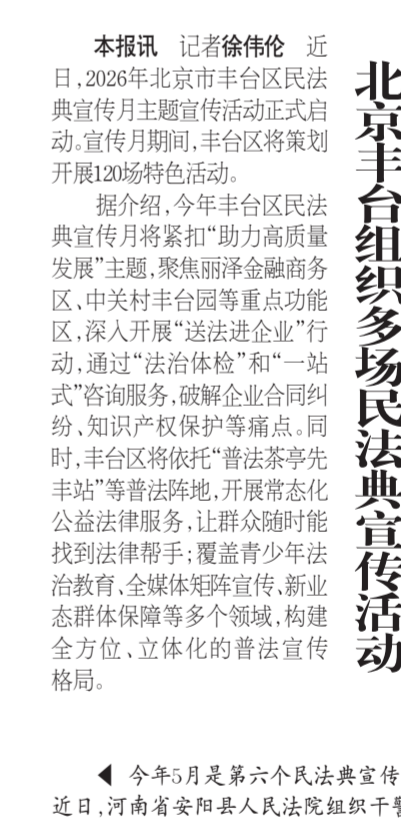 北京丰台组织多场民法典宣传活动
本报讯 记者徐伟伦 近
日，2026年北京市丰台区民法
典宣传月主题宣传活动正式启
动。宣传月期间，丰台区将策划
开展120场特色活动。
据介绍，今年丰台区民法
典宣传月将紧扣“助力高质量
发展”主题，聚焦丽泽金融商务
区、中关村丰台园等重点功能
区，深入开展“送法进企业”行
动，通过“法治体检”和“一站
式”咨询服务，破解企业合同纠
纷、知识产权保护等痛点。同
时，丰台区将依托“普法茶亭先
丰站”等普法阵地，开展常态化
公益法律服务，让群众随时能
找到法律帮手；覆盖青少年法
治教育、全媒体矩阵宣传、新业
态群体保障等多个领域，构建
全方位、立体化的普法宣传
格局。
◀ 今年5月是第六个民法典宣传
近日，河南省安阳县人民法院组织干警